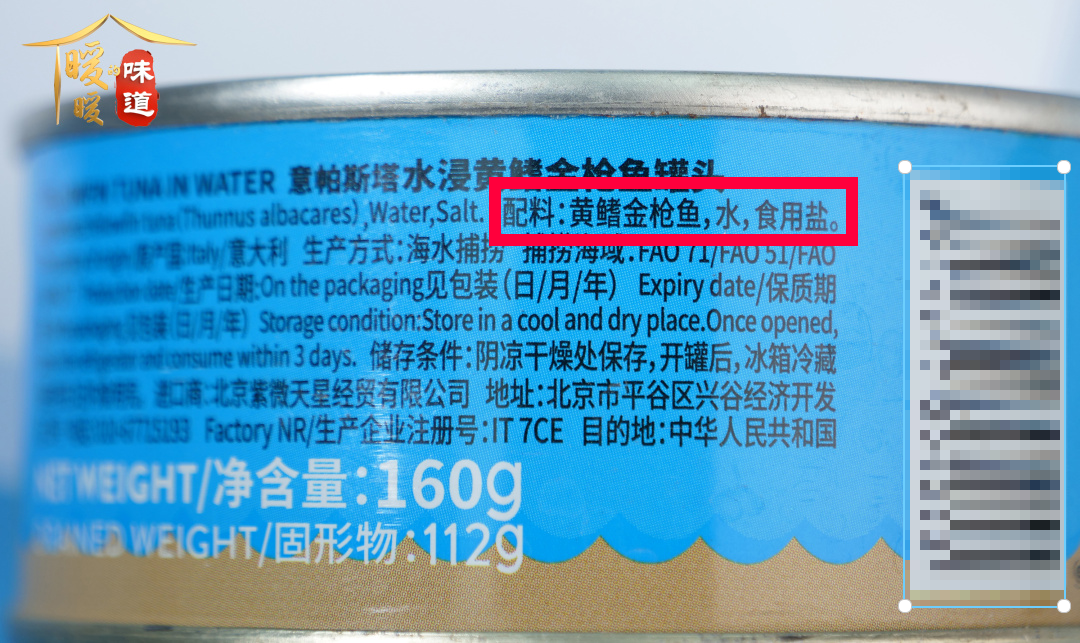 暖暖的味道
TUNA IN WATER 意帕斯塔水浸黄鳍金枪鱼罐头
tuna (Thunnus albacares) ,Water,Salt. 配料：黄鳍金枪鱼，水，食用盐。
Italy/意大利 生产方式：海水捕捞 捕捞海域：FAO 71/FAO 51/FAO
生产日期:On the packaging见包装（日/月/年） Expiry date/保质期
见包装（日/月/年） Storage condition:Store in a cool and dry place.Once opened,
and consume within 3 days. 储存条件：阴凉干燥处保存，开罐后，冰箱冷藏
进口商：北京紫微天星经贸有限公司 地址：北京市平谷区兴谷经济开发
Factory NR/生产企业注册号：IT 7CE 目的地：中华人民共和国
NET WEIGHT/净含量：160g
WEIGHT/固形物：112g